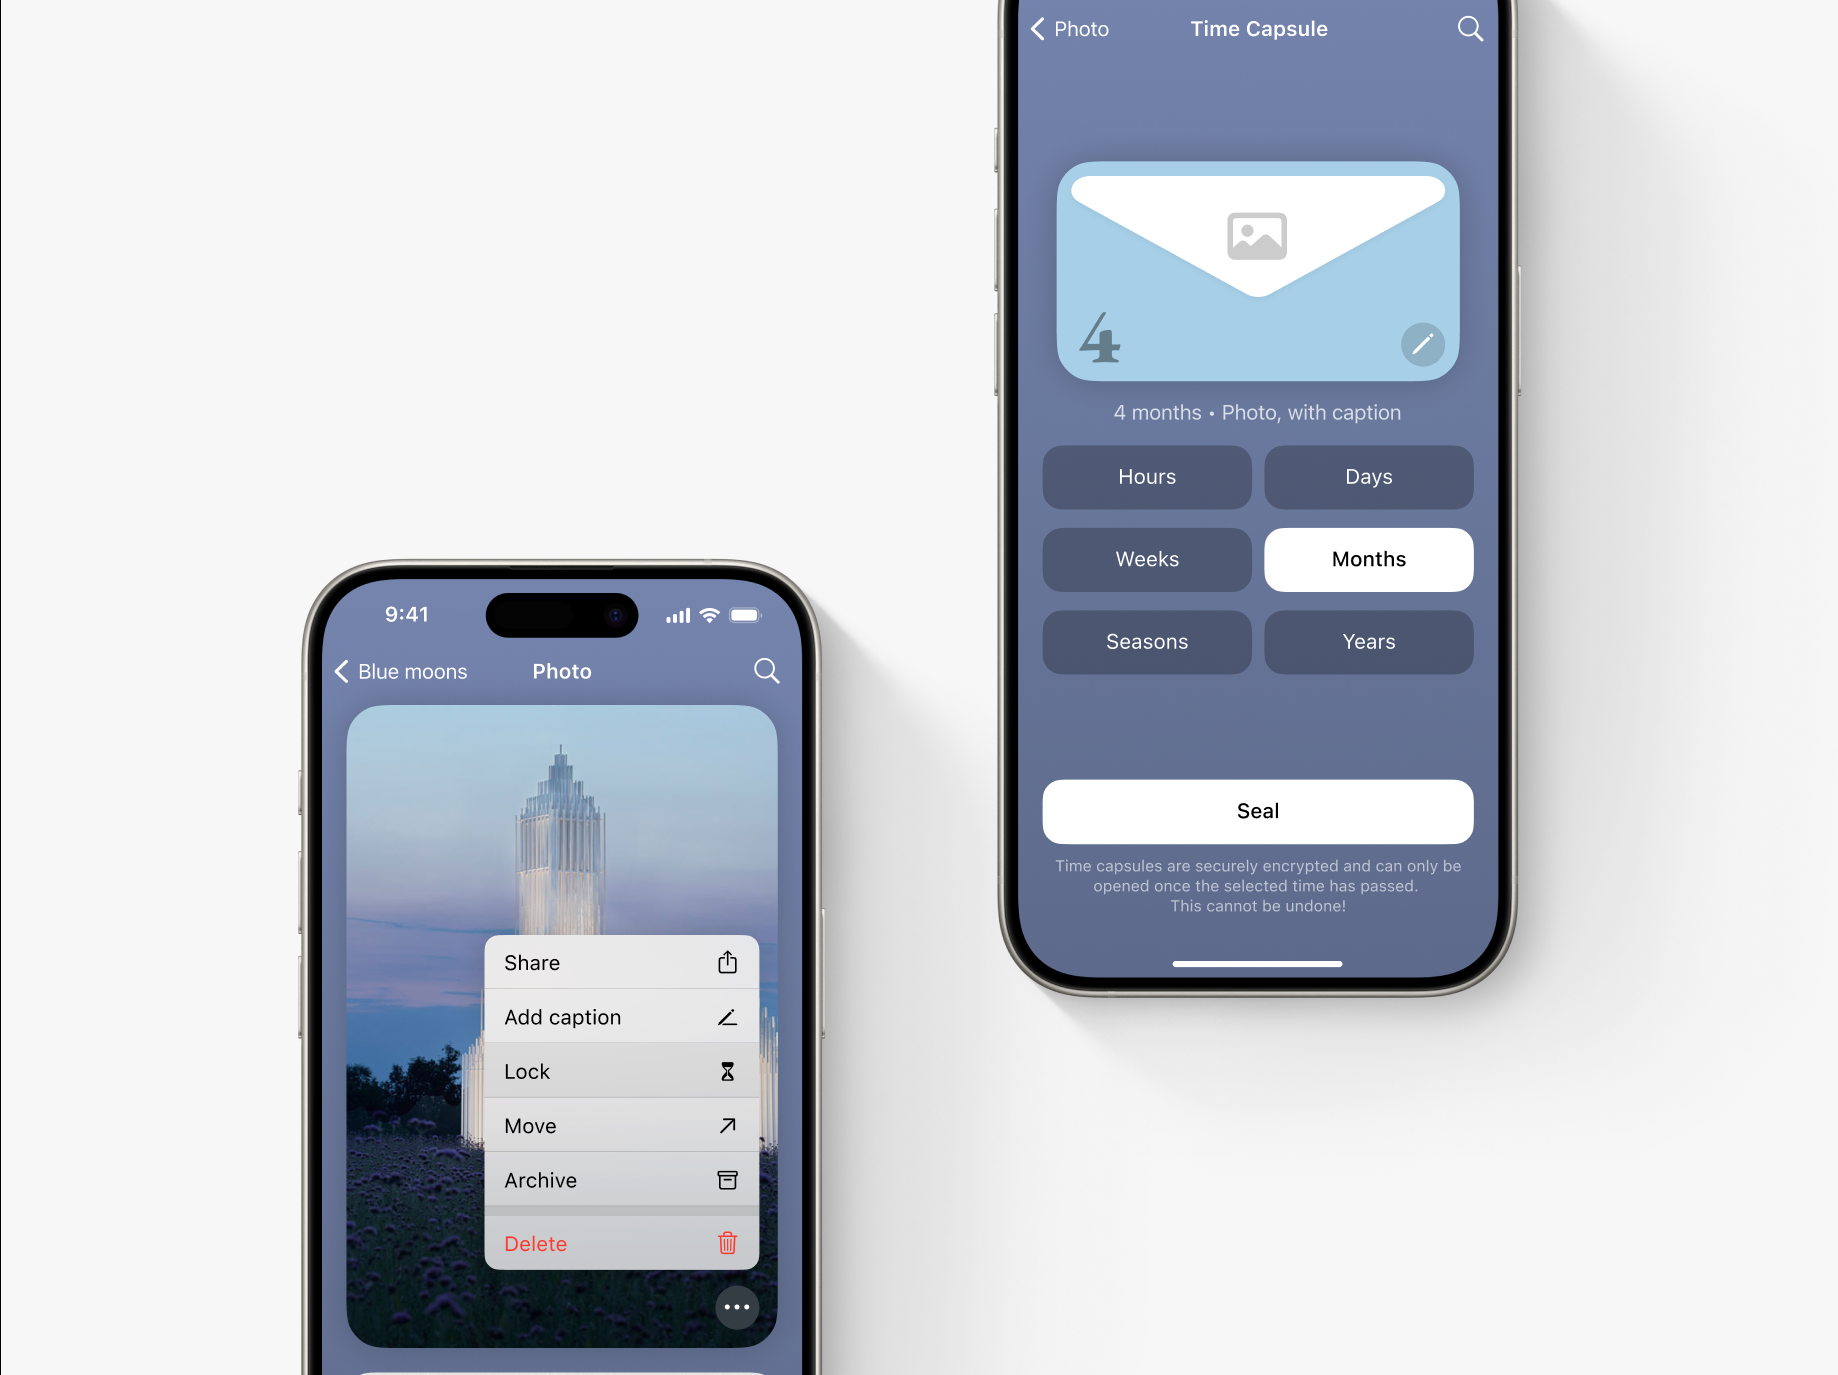 Photo
Time Capsule
4
4 months • Photo, with caption
Hours
Days
Weeks
Months
Seasons
Years
Seal
Time capsules are securely encrypted and can only be
opened once the selected time has passed.
This cannot be undone!
9:41
Blue moons
Photo
Share
Add caption
Lock
Move
Archive
Delete